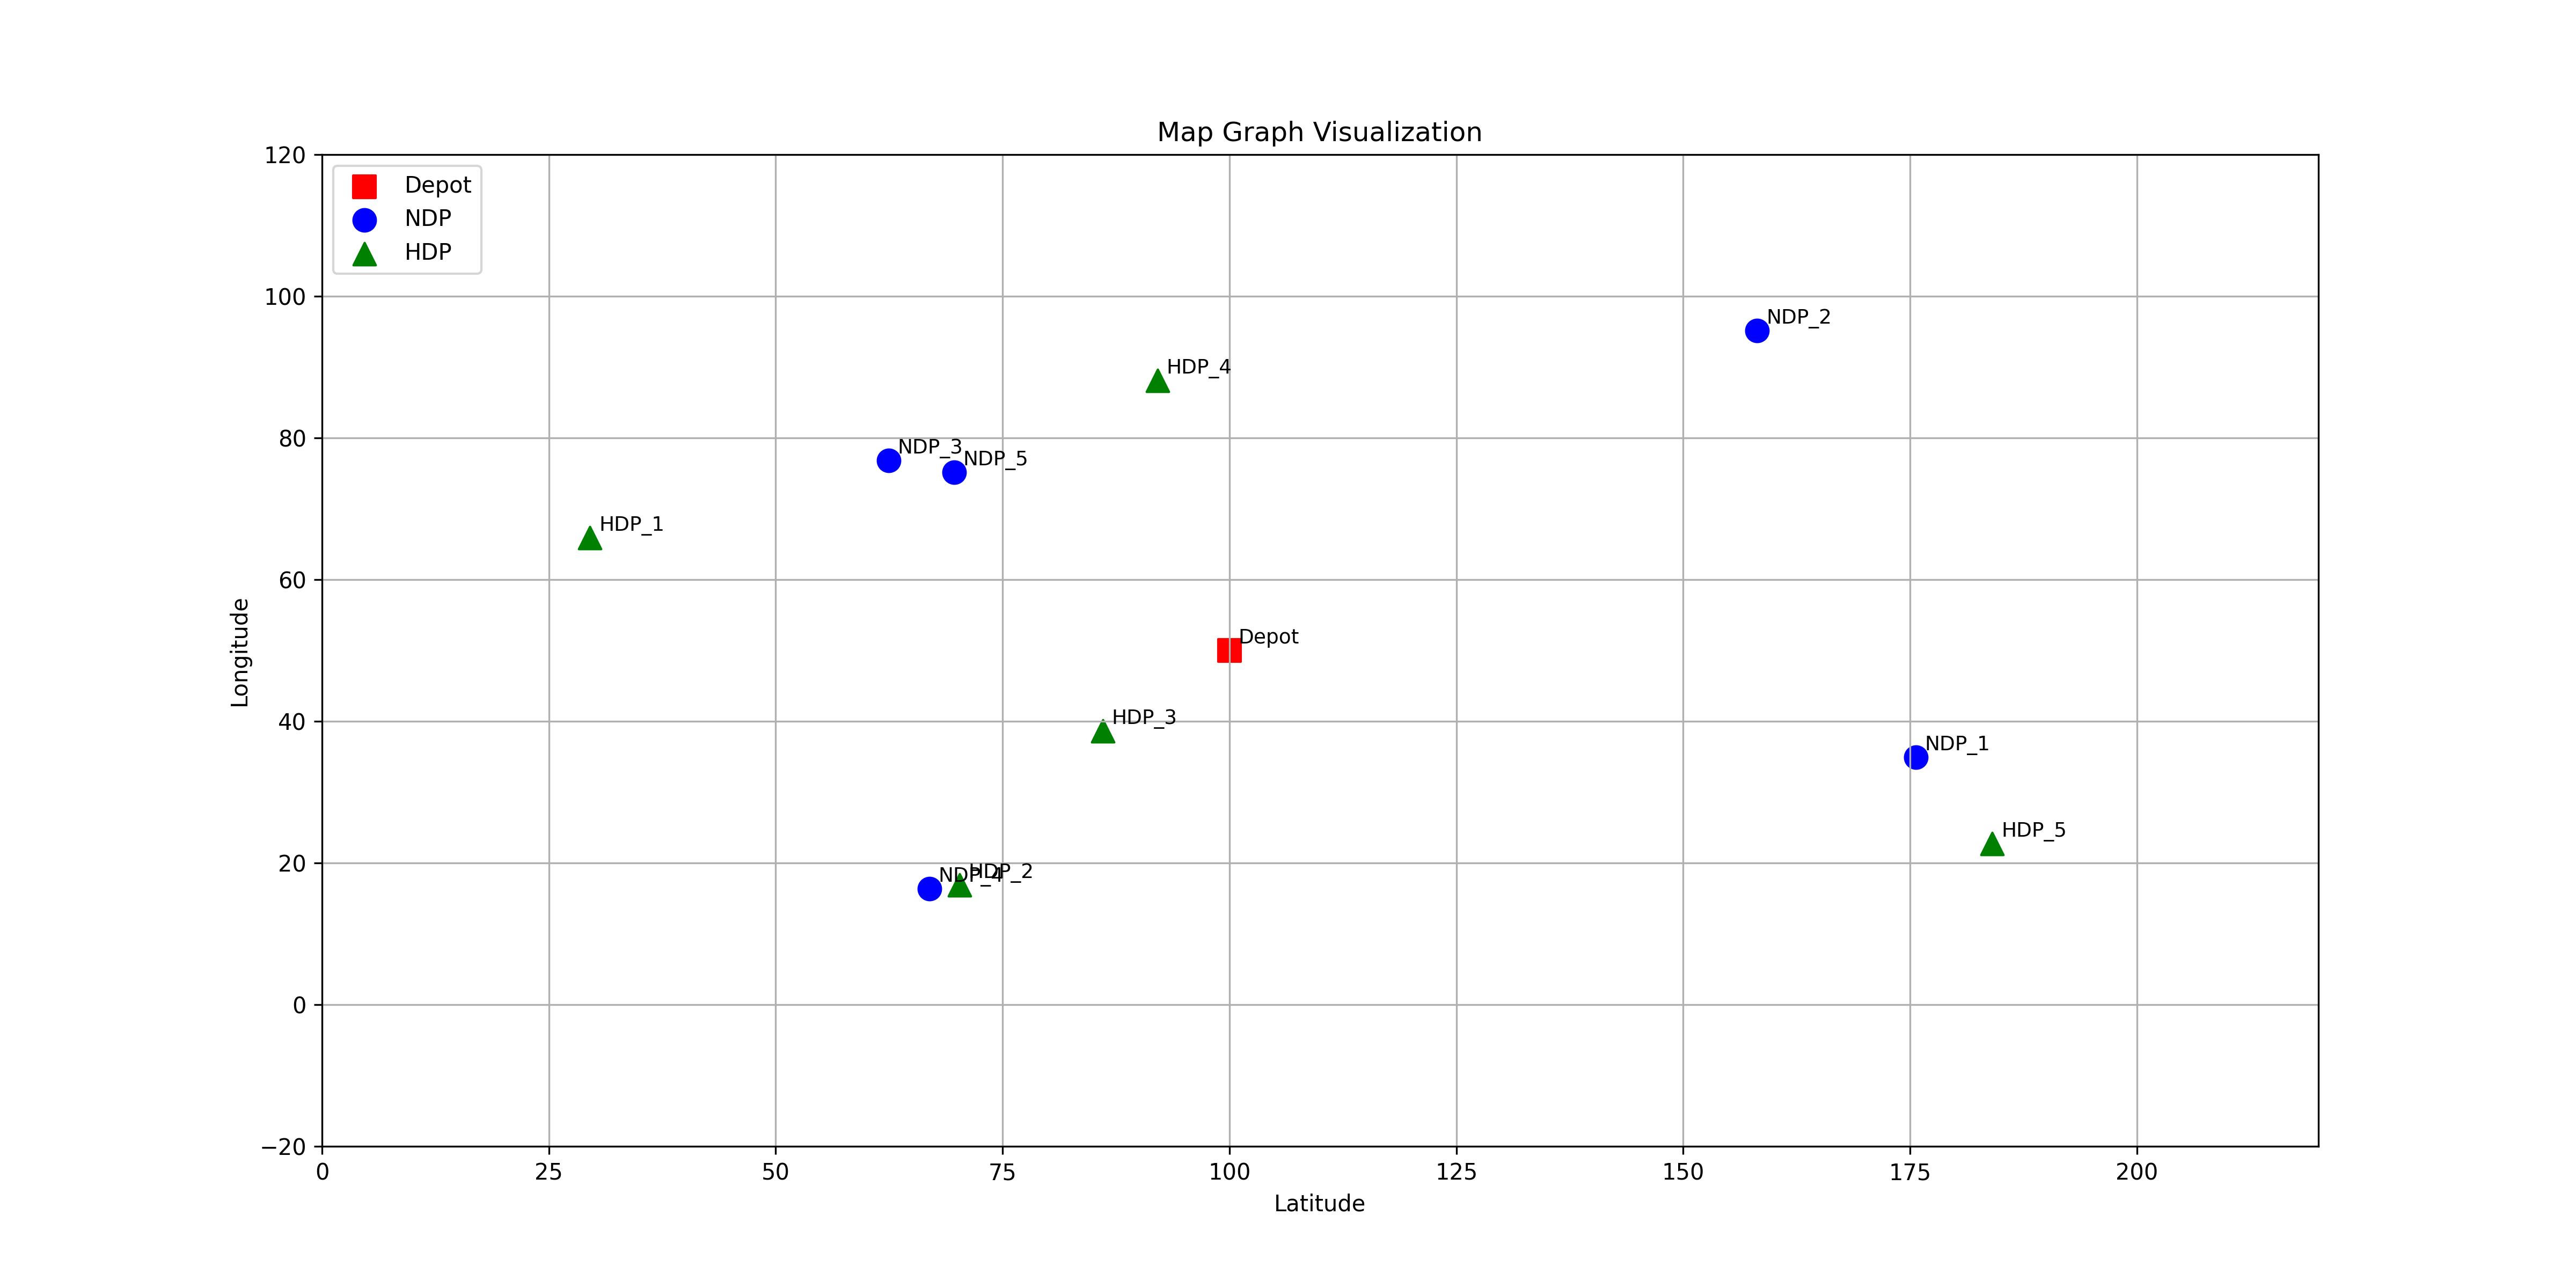 Map Graph Visualization
120
100
80
60
40
20
0
−20
Longitude
Depot
NDP
HDP
NDP_2
HDP_4
NDP_3
NDP_5
HDP_1
Depot
HDP_3
NDP_1
HDP_5
NDP_4
HDP_2
0 25 50 75 100 125 150 175 200
Latitude